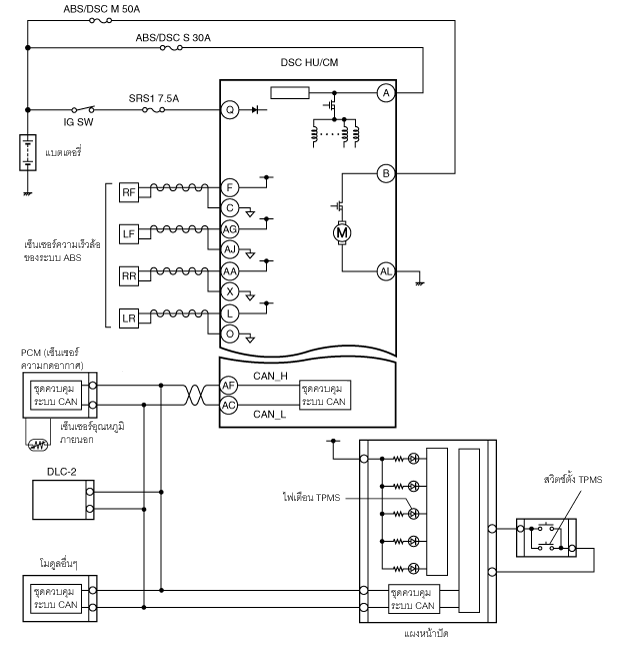 ABS/DSC M 50A
ABS/DSC S 30A
DSC HU/CM
A
SRS1 7.5A
Q
IG SW
แบตเตอรี่
B
RF
F
C
LF
AG
M
เซ็นเซอร์ความเร็วล้อ
ของระบบ ABS
AJ
RR
AA
AL
X
LR
L
O
PCM (เซ็นเซอร์
ความกดอากาศ)
CAN_H
AF
ชุดควบคุม
ระบบ CAN
ชุดควบคุม
ระบบ CAN
AC
CAN_L
เซ็นเซอร์อุณหภูมิ
ภายนอก
DLC-2
สวิตช์ตั้ง TPMS
ไฟเตือน TPMS
โมดูลอื่นๆ
ชุดควบคุม
ระบบ CAN
ชุดควบคุม
ระบบ CAN
แผงหน้าปัด